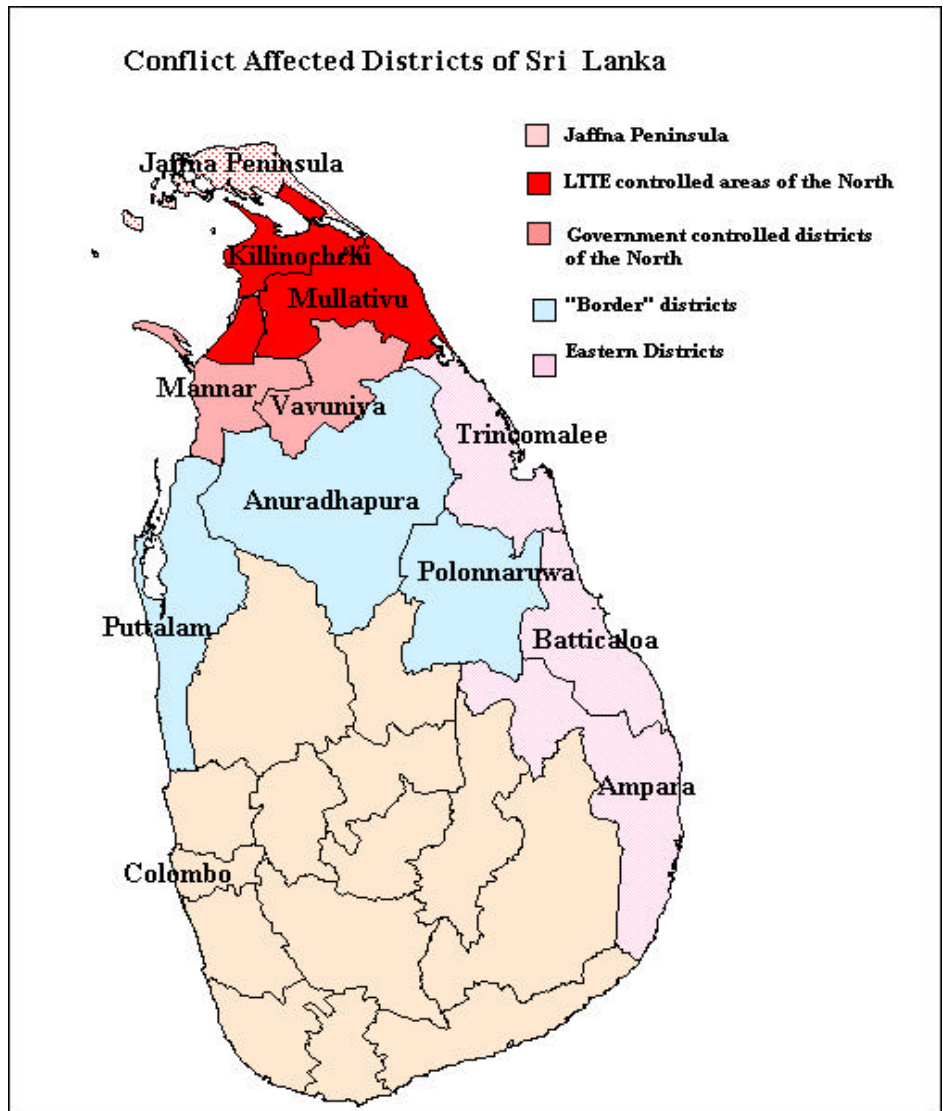 Conflict Affected Districts of Sri Lanka
Jaffna Peninsula
LTTE controlled areas of the North
Government controlled districts
of the North
"Border" districts
Eastern Districts
Jaffna Peninsula
Killinochchi
Mullativu
Mannar
Vavuniya
Trincomalee
Anuradhapura
Polonnaruwa
Puttalam
Batticaloa
Ampara
Colombo